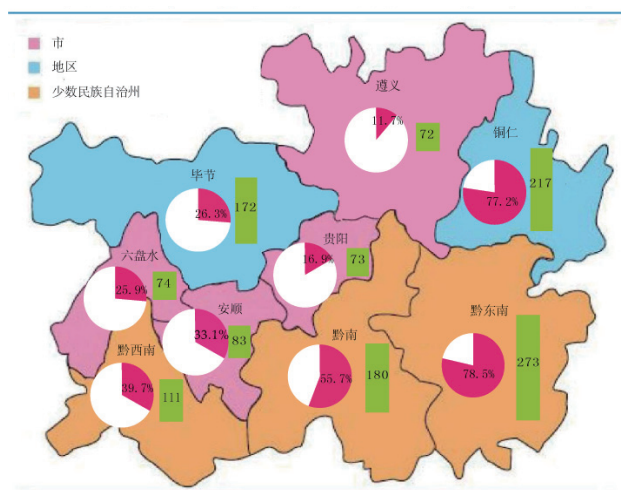 市
地区
少数民族自治州
遵义
11.7%
72
铜仁
77.2%
217
毕节
26.3%
172
贵阳
16.9%
73
六盘水
25.9%
74
安顺
33.1%
83
黔东南
78.5%
273
黔南
55.7%
180
黔西南
39.7%
111